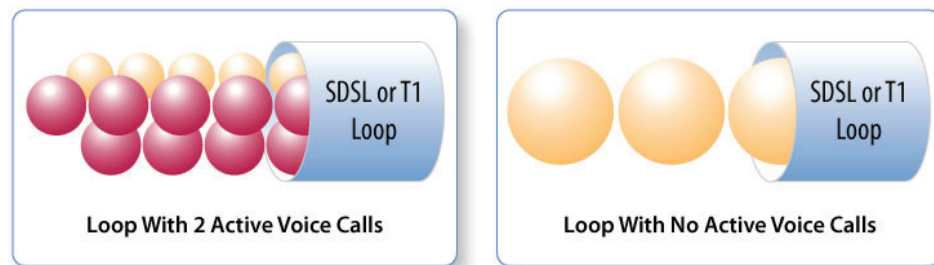 SDSL or T1
Loop
Loop With 2 Active Voice Calls
SDSL or T1
Loop
Loop With No Active Voice Calls